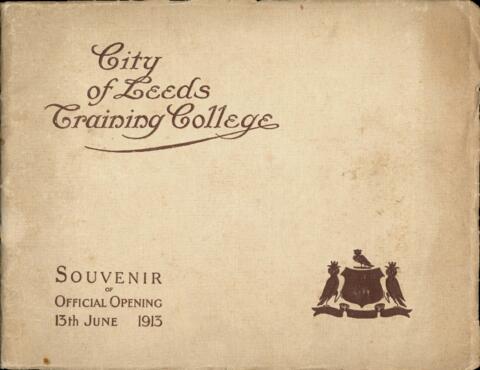 City
of Leeds
Training College
SOUVENIR
OF
OFFICIAL OPENING
13th JUNE 1913